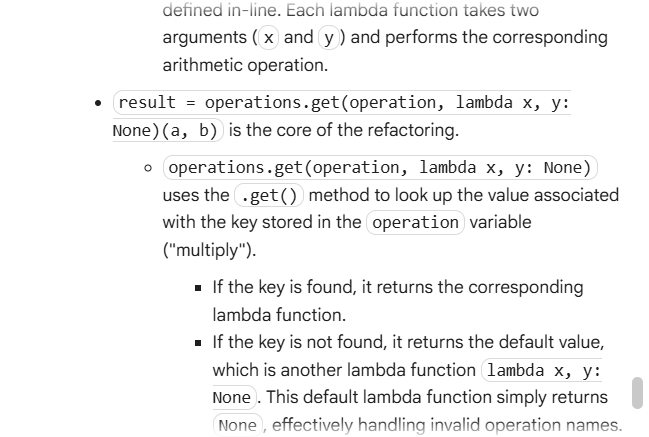 defined in-line. Each lambda function takes two
arguments ( x and y ) and performs the corresponding
arithmetic operation.
• result = operations.get(operation, lambda x, y:
None)(a, b) is the core of the refactoring.
○ operations.get(operation, lambda x, y: None)
uses the .get() method to look up the value associated
with the key stored in the operation variable
("multiply").
▪ If the key is found, it returns the corresponding
lambda function.
▪ If the key is not found, it returns the default value,
which is another lambda function lambda x, y:
None . This default lambda function simply returns
None , effectively handling invalid operation names.